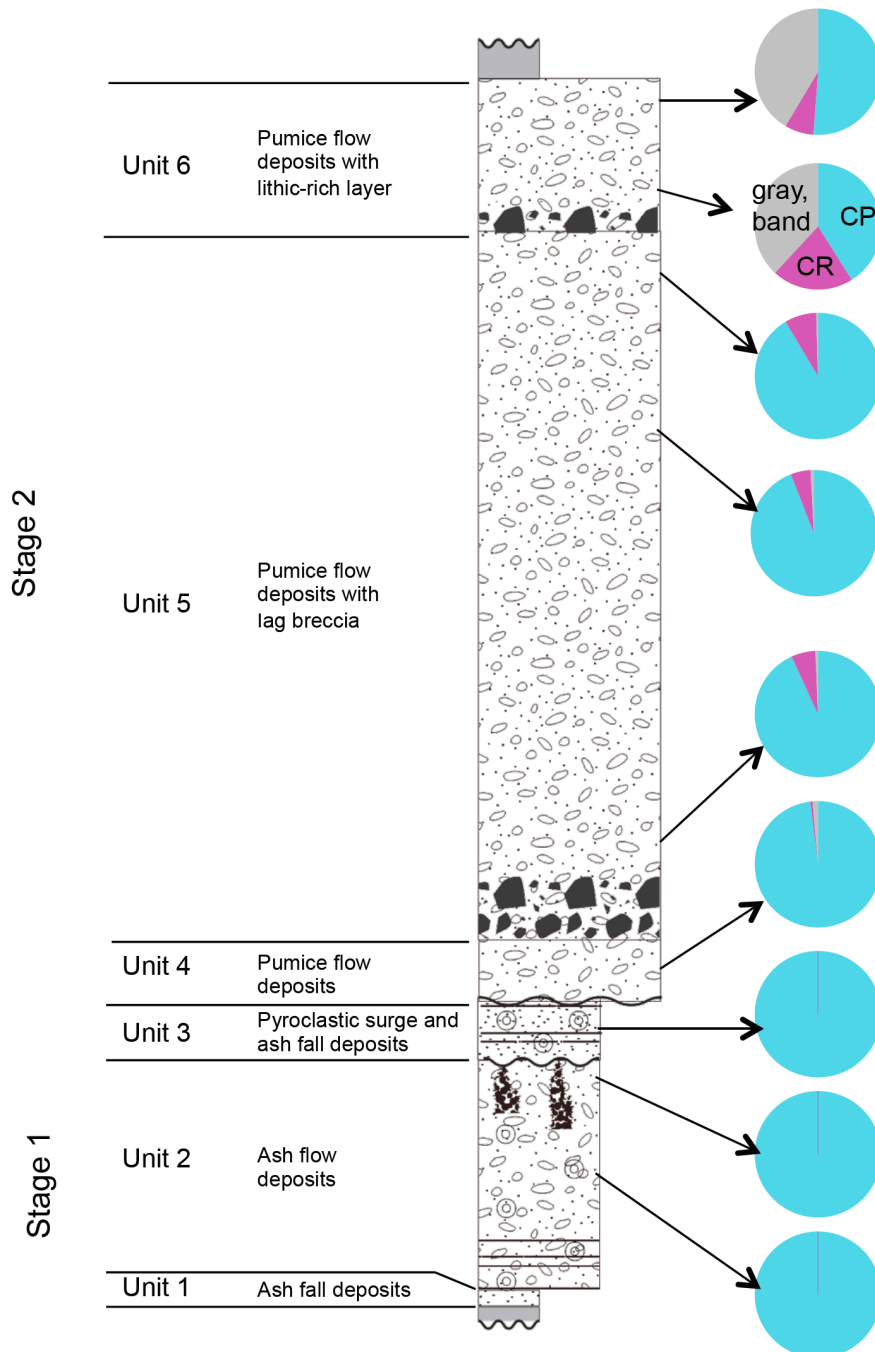 Stage 2
Unit 6
Pumice flow
deposits with
lithic-rich layer
gray,
band
CP
CR
Unit 5
Pumice flow
deposits with
lag breccia
Unit 4
Pumice flow
deposits
Stage 1
Unit 3
Pyroclastic surge and
ash fall deposits
Unit 2
Ash flow
deposits
Unit 1
Ash fall deposits